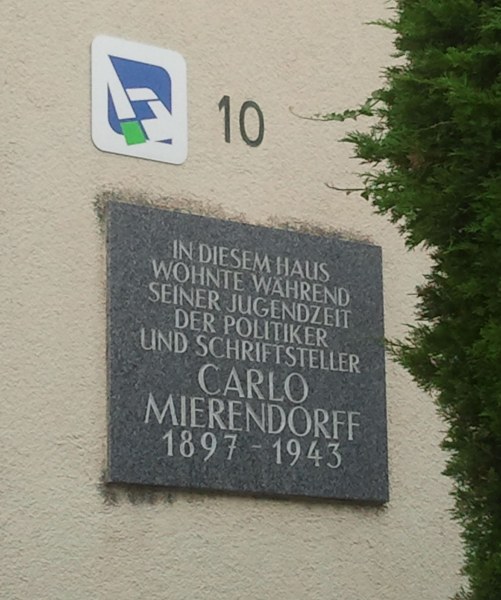 10
IN DIESEM HAUS
WOHNTE WÄHREND
SEINER JUGENDZEIT
DER POLITIKER
UND SCHRIFTSTELLER
CARLO
MIERENDORFF
1897 - 1943